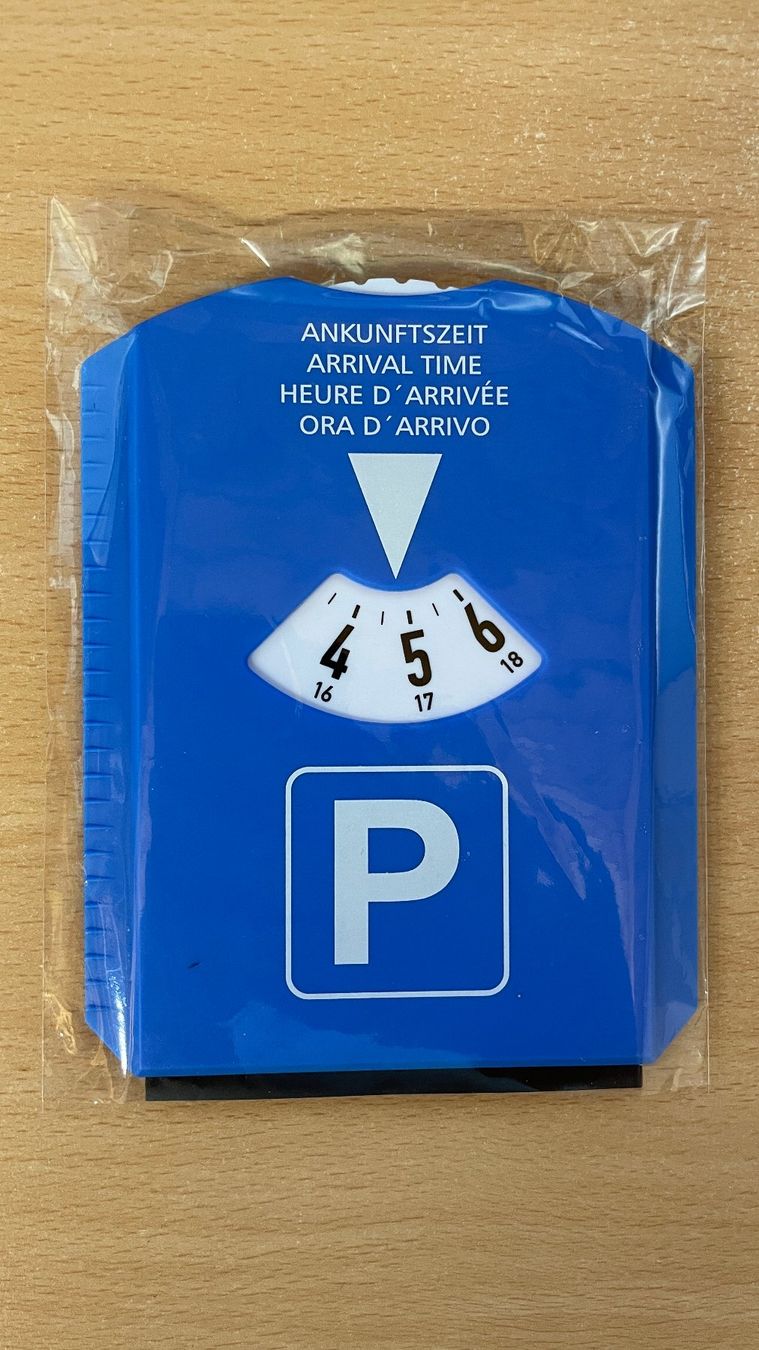 ANKUNFTSZEIT
ARRIVAL TIME
HEURE D´ARRIVÉE
ORA D´ARRIVO
4 5 6
16 17 18
P